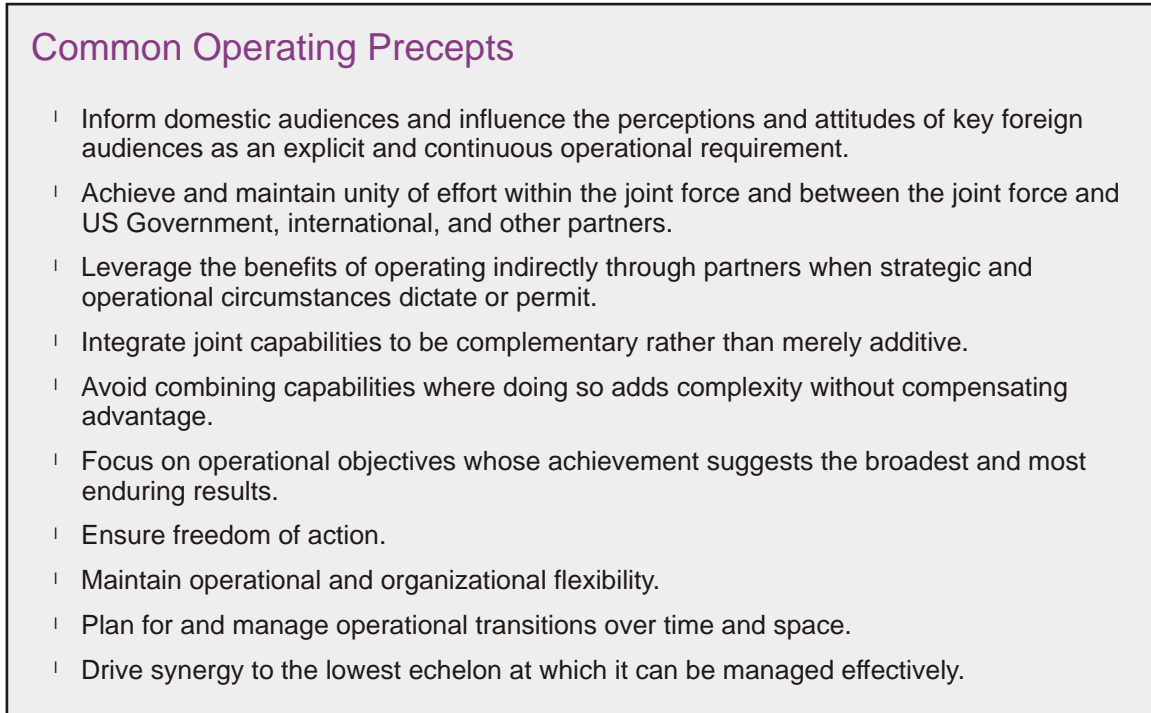 Common Operating Precepts
l Inform domestic audiences and influence the perceptions and attitudes of key foreign
audiences as an explicit and continuous operational requirement.
l Achieve and maintain unity of effort within the joint force and between the joint force and
US Government, international, and other partners.
l Leverage the benefits of operating indirectly through partners when strategic and
operational circumstances dictate or permit.
l Integrate joint capabilities to be complementary rather than merely additive.
l Avoid combining capabilities where doing so adds complexity without compensating
advantage.
l Focus on operational objectives whose achievement suggests the broadest and most
enduring results.
l Ensure freedom of action.
l Maintain operational and organizational flexibility.
l Plan for and manage operational transitions over time and space.
l Drive synergy to the lowest echelon at which it can be managed effectively.